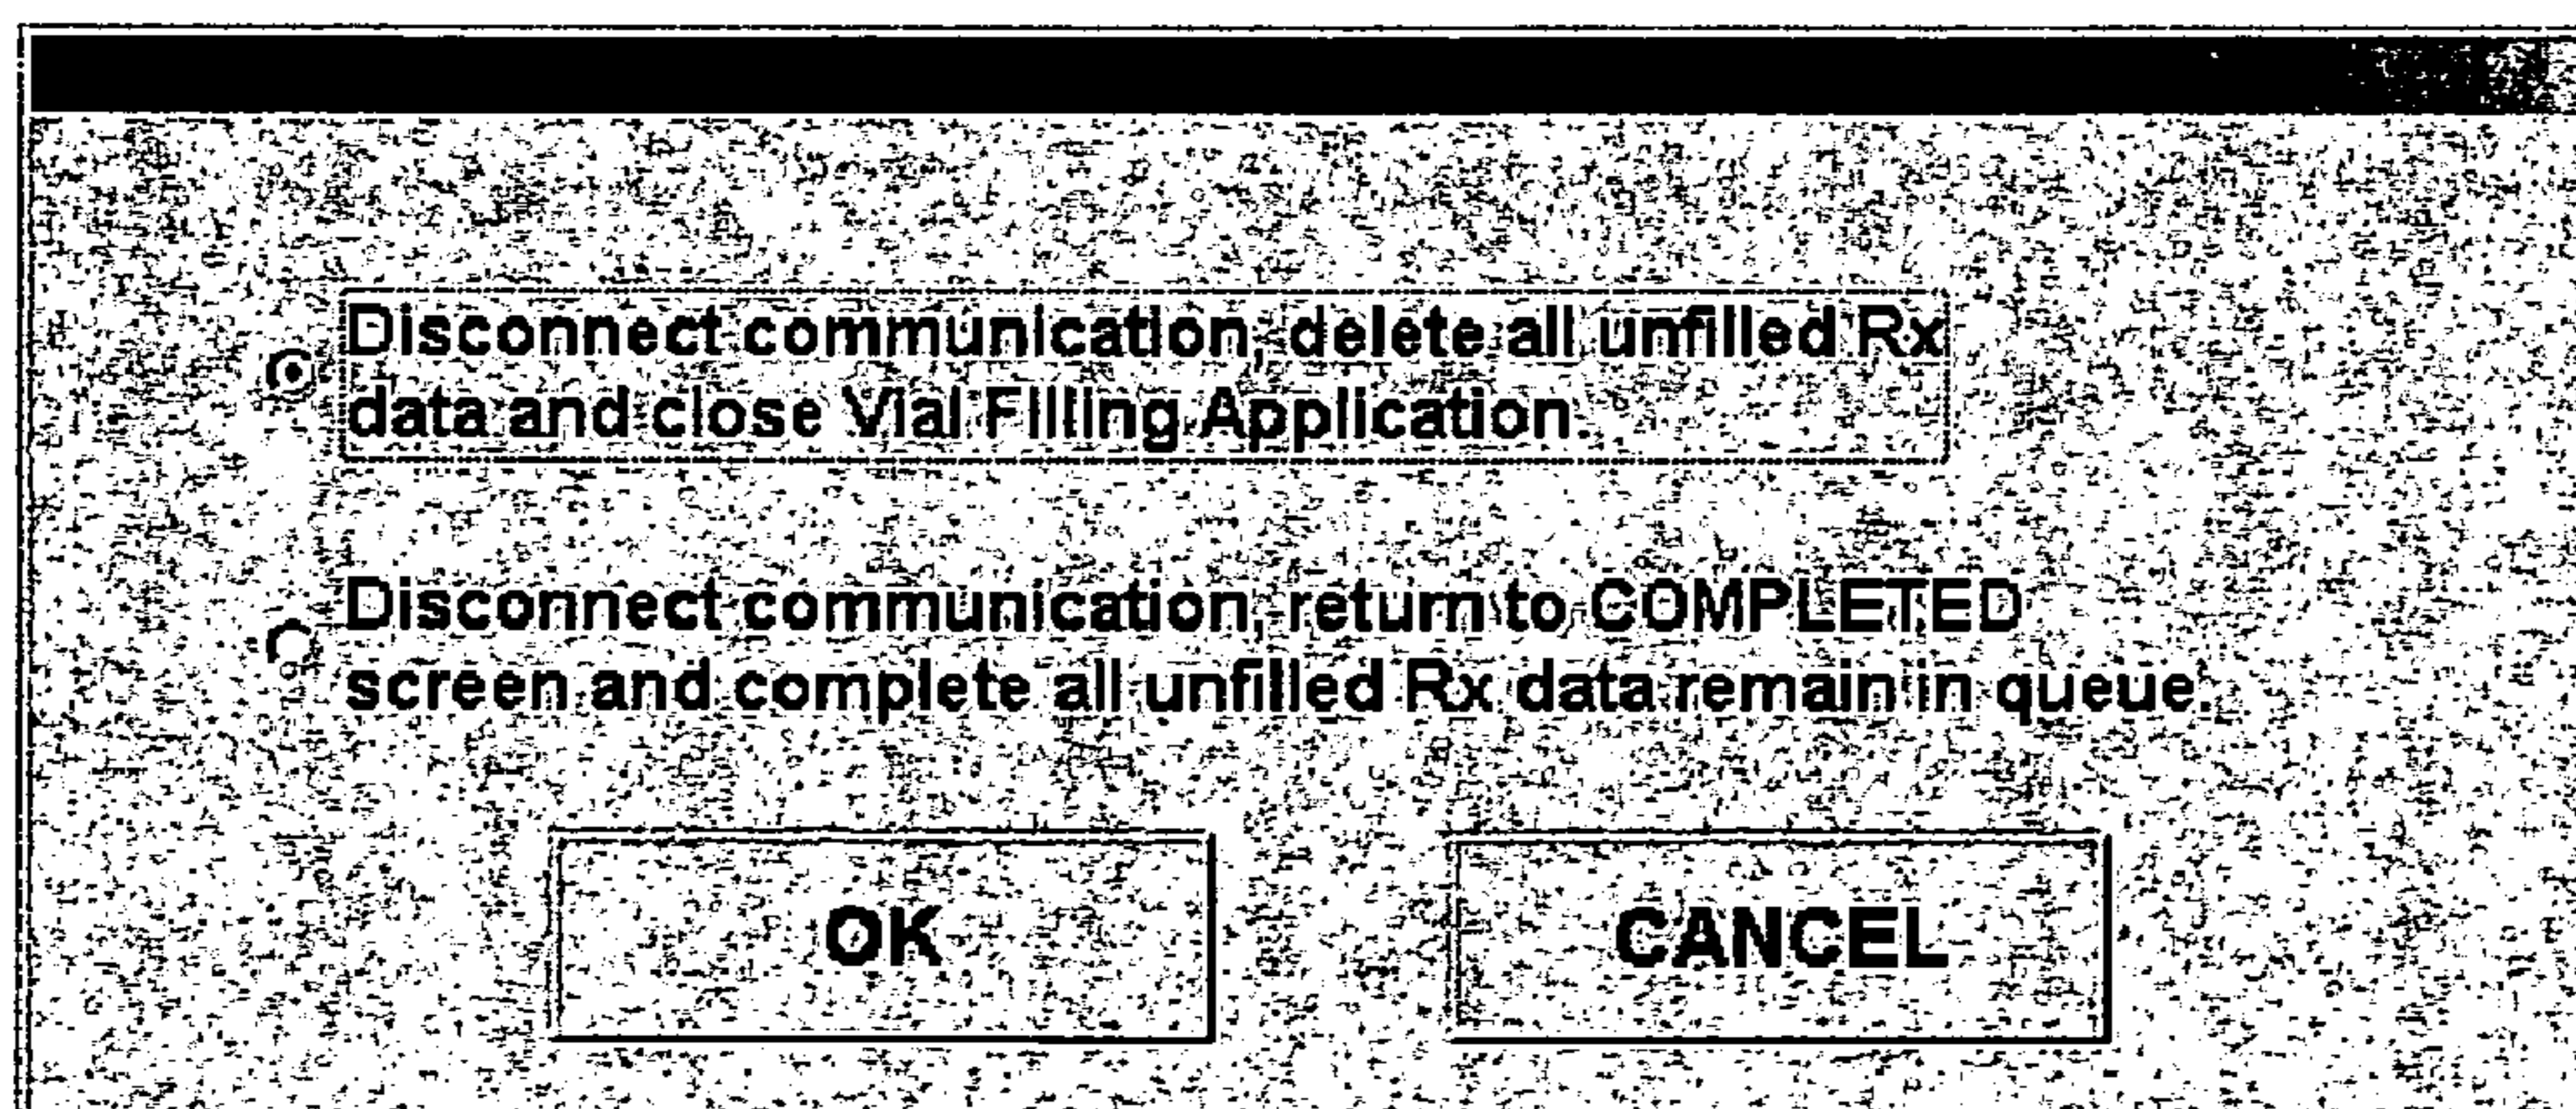 Disconnect communication, delete all unfilled Rx
data and close Vial Filling Application.
Disconnect communication, return to COMPLETED
screen and complete all unfilled Rx data remain in queue.
OK
CANCEL